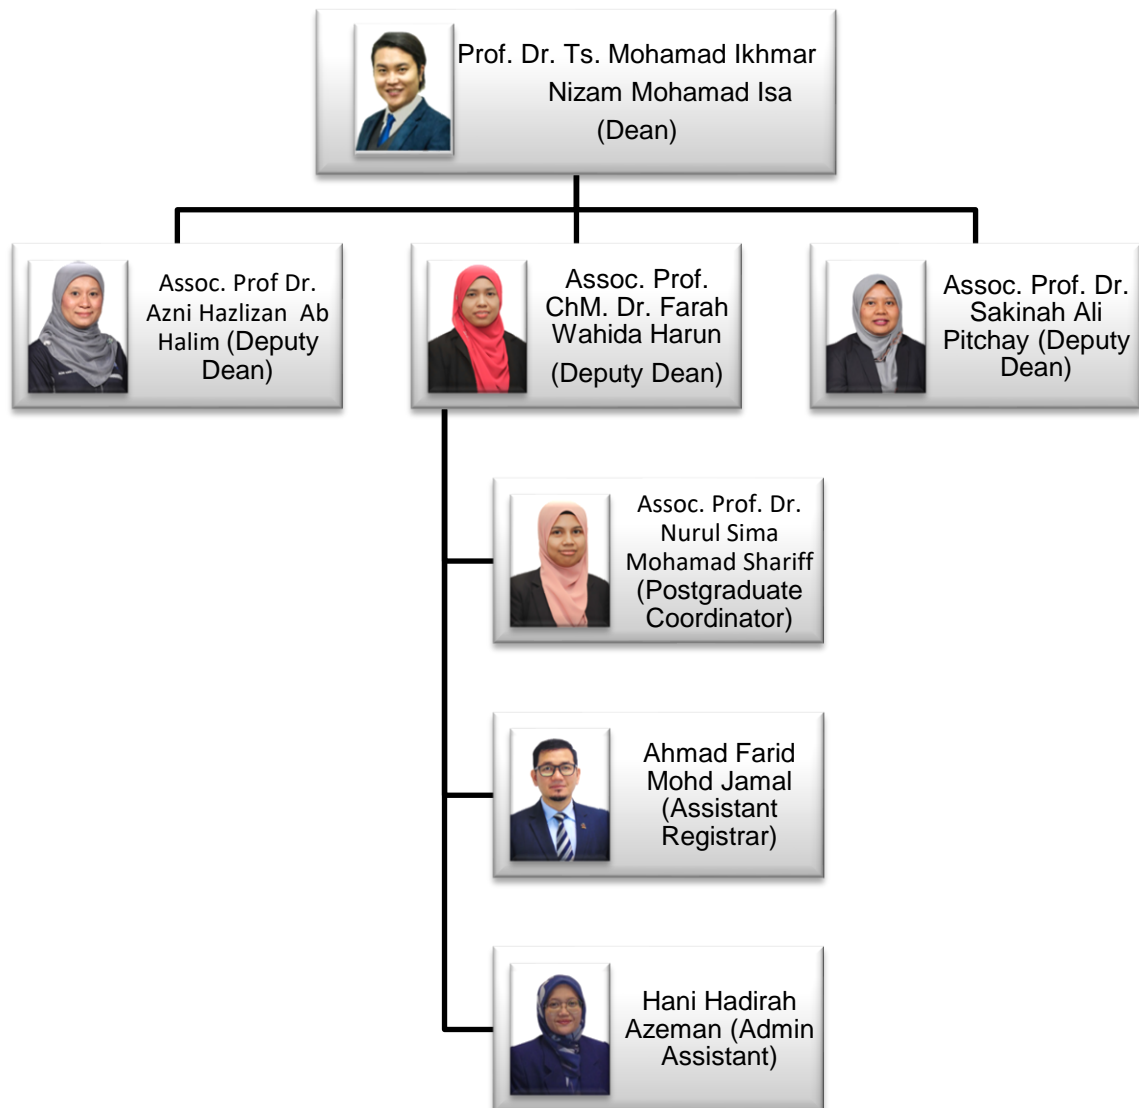 Prof. Dr. Ts. Mohamad Ikhmar
Nizam Mohamad Isa
(Dean)
Assoc. Prof Dr.
Azni Hazlizan Ab
Halim (Deputy
Dean)
Assoc. Prof.
ChM. Dr. Farah
Wahida Harun
(Deputy Dean)
Assoc. Prof. Dr.
Sakinah Ali
Pitchay (Deputy
Dean)
Assoc. Prof. Dr.
Nurul Sima
Mohamad Shariff
(Postgraduate
Coordinator)
Ahmad Farid
Mohd Jamal
(Assistant
Registrar)
Hani Hadirah
Azeman (Admin
Assistant)